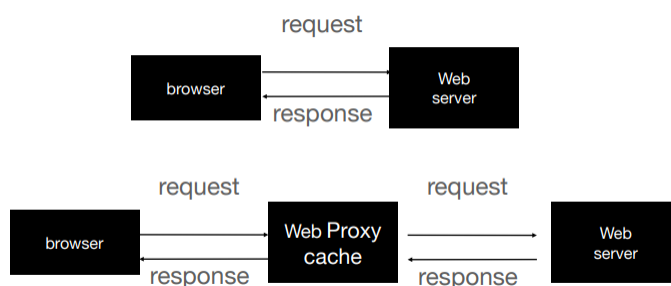 request
browser
Web
server
response
request
request
browser
Web Proxy
cache
Web
server
response
response